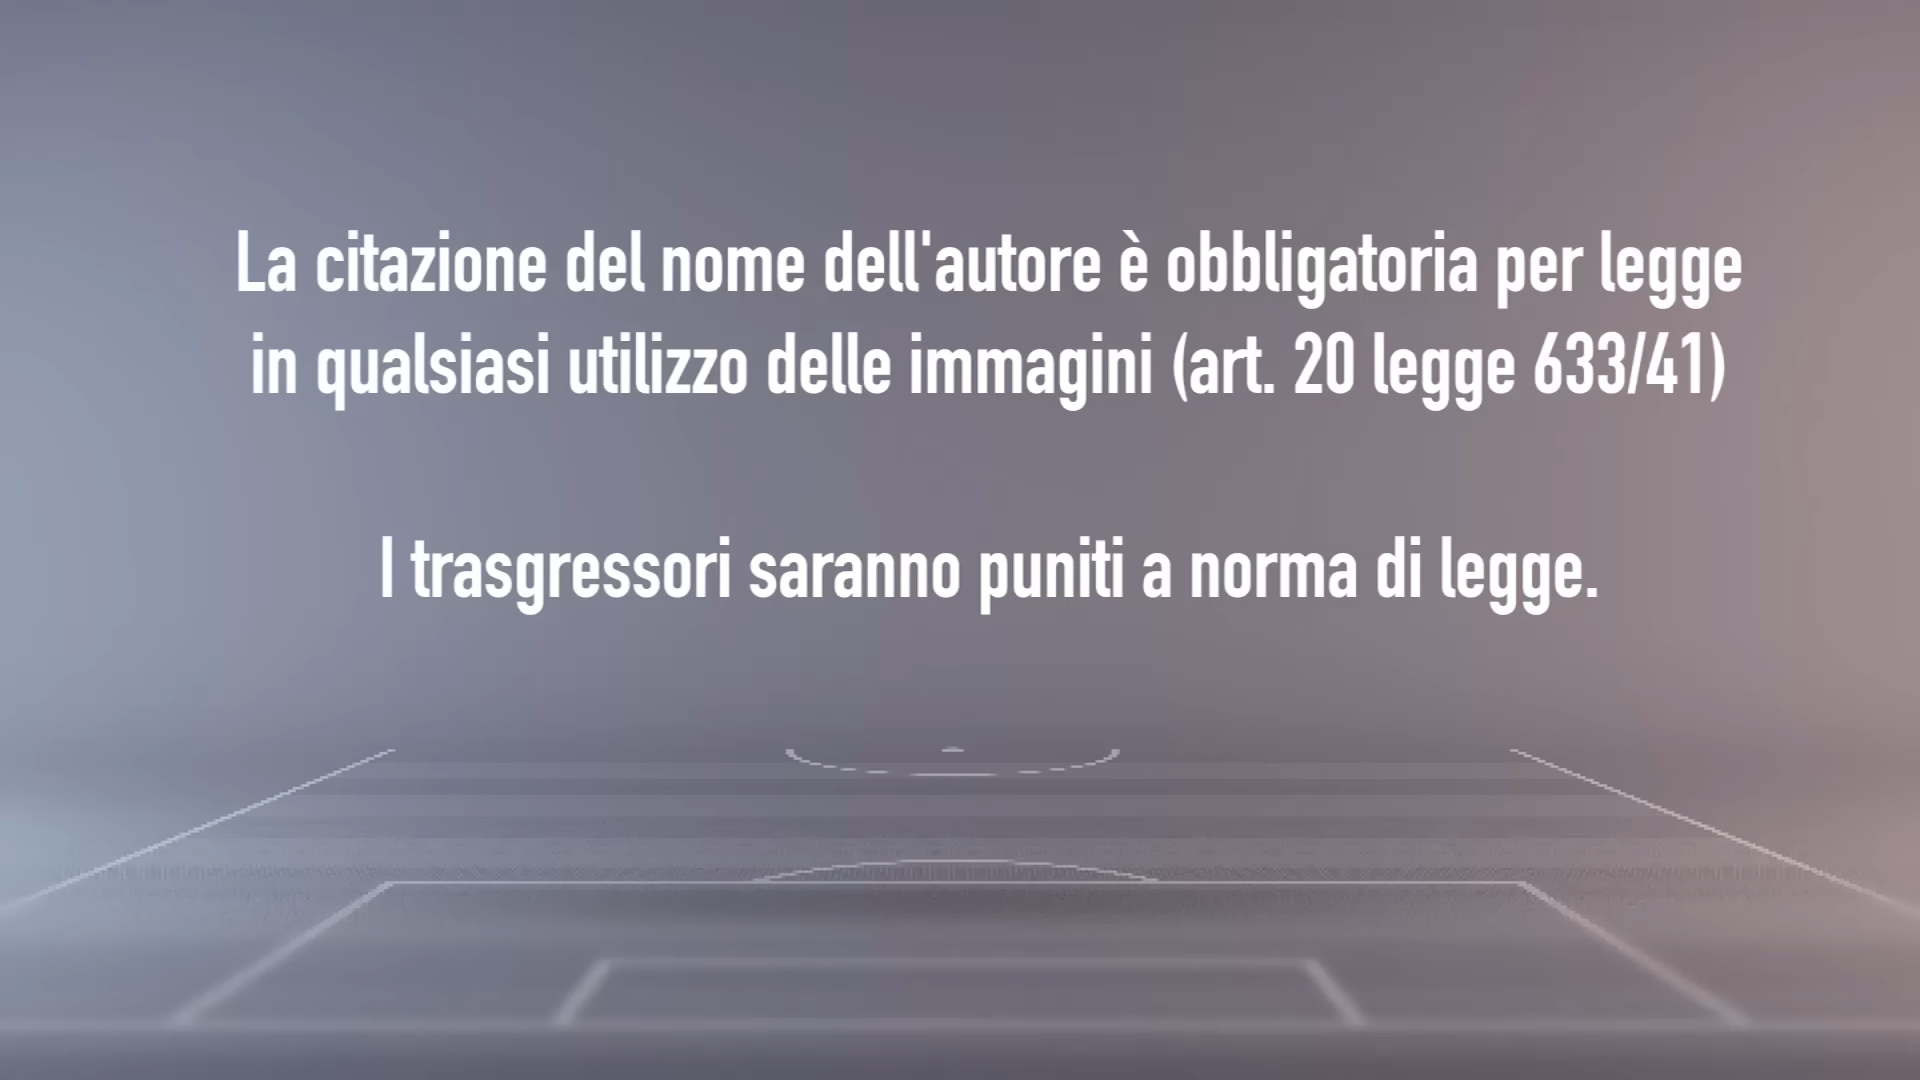 La citazione del nome dell'autore è obbligatoria per legge
in qualsiasi utilizzo delle immagini (art. 20 legge 633/41)
I trasgressori saranno puniti a norma di legge.